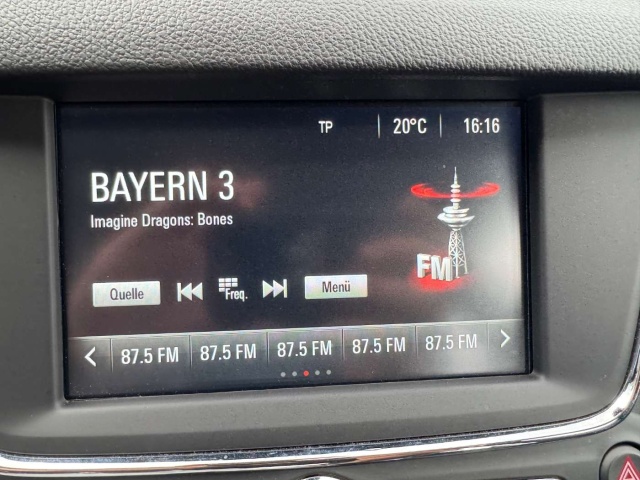 TP 20°C 16:16
BAYERN 3
Imagine Dragons: Bones
FM
Quelle Freq. Menü
87.5 FM 87.5 FM 87.5 FM 87.5 FM 87.5 FM